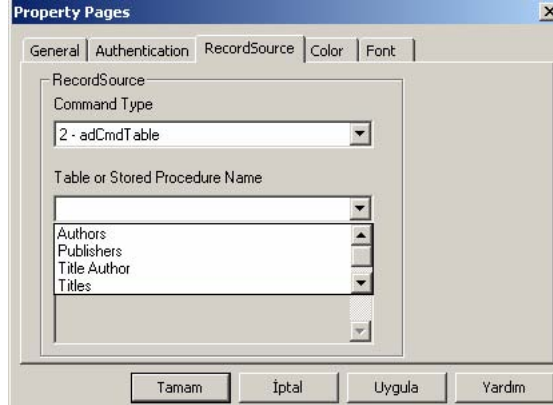 Property Pages
General Authentication RecordSource Color Font
RecordSource
Command Type
2 - adCmdTable
Table or Stored Procedure Name
Authors
Publishers
Title Author
Titles
Tamam İptal Uygula Yardım